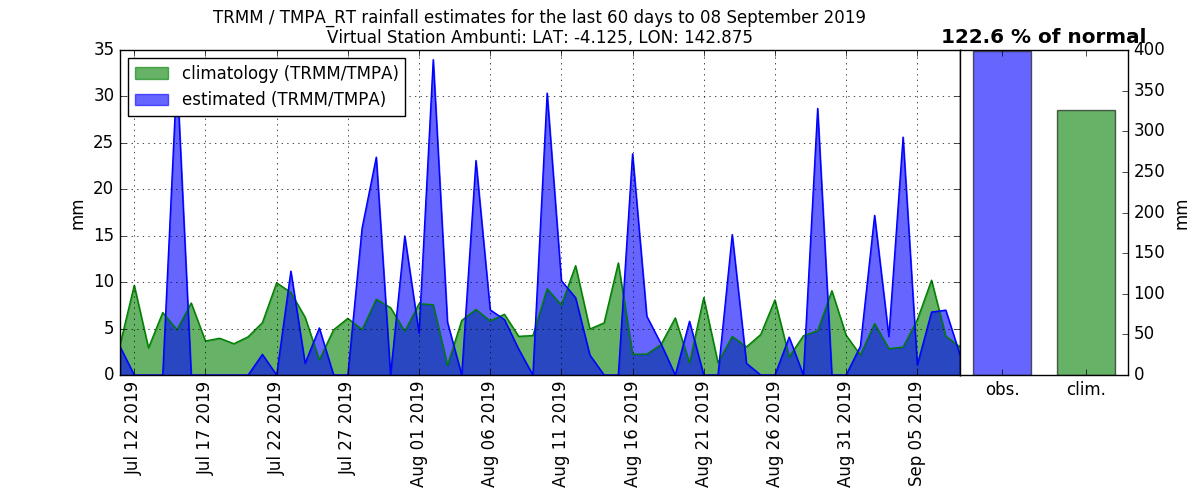 TRMM / TMPA_RT rainfall estimates for the last 60 days to 08 September 2019
Virtual Station Ambunti: LAT: -4.125, LON: 142.875
122.6 % of normal
climatology (TRMM/TMPA)
estimated (TRMM/TMPA)
mm
35
30
25
20
15
10
5
0
Jul 12 2019
Jul 17 2019
Jul 22 2019
Jul 27 2019
Aug 01 2019
Aug 06 2019
Aug 11 2019
Aug 16 2019
Aug 21 2019
Aug 26 2019
Aug 31 2019
Sep 05 2019
obs.
clim.
400
350
300
250
200
150
100
50
0
mm